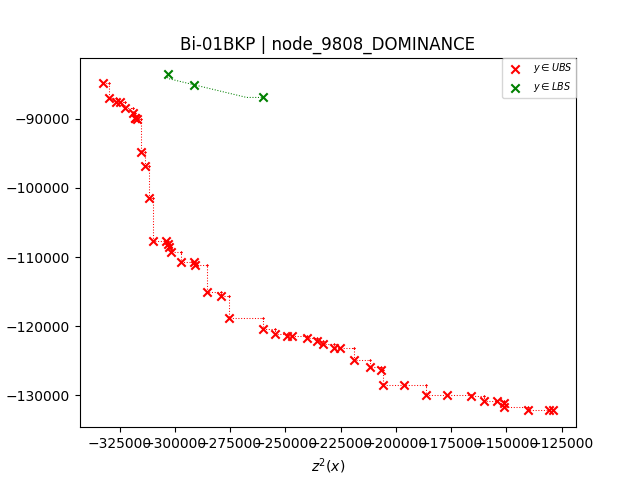 Bi-01BKP | node_9808_DOMINANCE
y ∈ UBS
y ∈ LBS
−90000
−100000
−110000
−120000
−130000
−325000 −300000 −275000 −250000 −225000 −200000 −175000 −150000 −125000
z²(x)